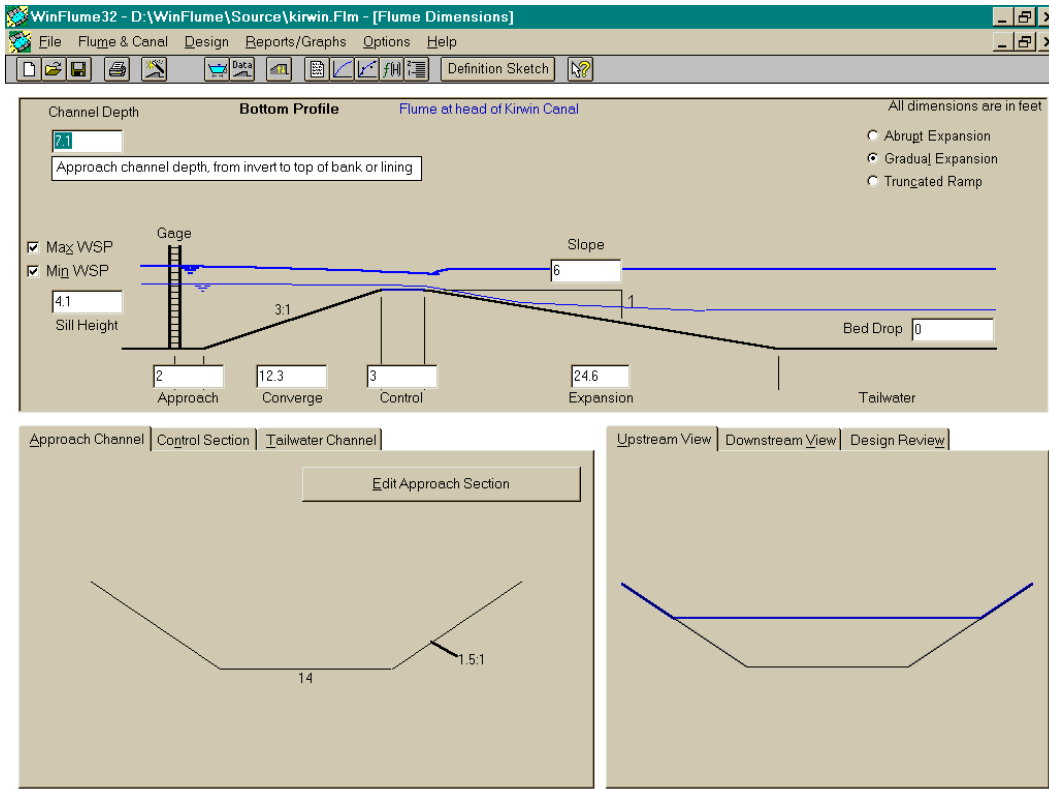 WinFlume32 - D:\WinFlume\Source\kirwin.Flm - [Flume Dimensions]
File Flume & Canal Design Reports/Graphs Options Help
Data f(H) Definition Sketch
Channel Depth Bottom Profile Flume at head of Kirwin Canal All dimensions are in feet
7.1
Approach channel depth, from invert to top of bank or lining
Abrupt Expansion
Gradual Expansion
Truncated Ramp
Gage
Max WSP
Min WSP
Slope
6
4.1
Sill Height
3:1
1
Bed Drop 0
2 12.3 3 24.6
Approach Converge Control Expansion Tailwater
Approach Channel Control Section Tailwater Channel
Edit Approach Section
1.5:1
14
Upstream View Downstream View Design Review